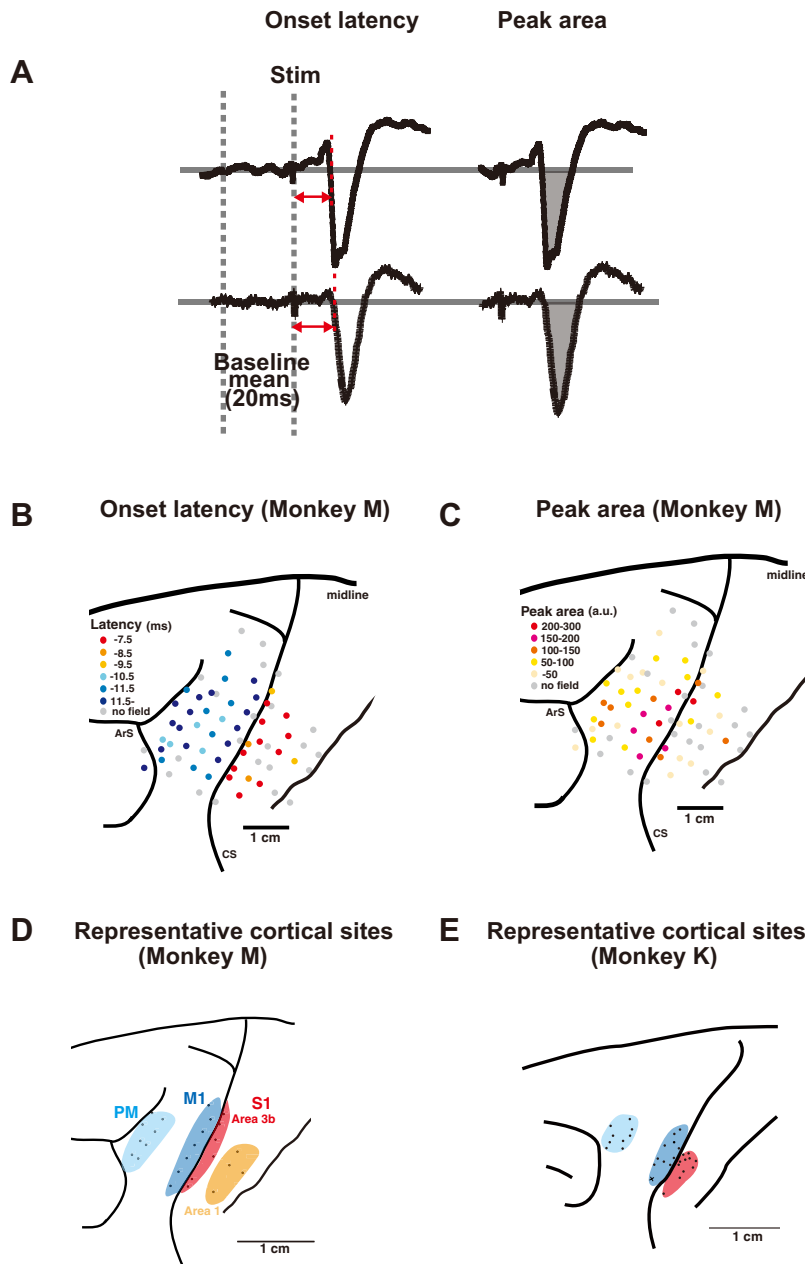 Onset latency
Peak area
A
Stim
Baseline
mean
(20ms)
B
Onset latency (Monkey M)
midline
Latency (ms)
-7.5
-8.5
-9.5
-10.5
-11.5
11.5-
no field
ArS
1 cm
CS
C
Peak area (Monkey M)
midline
Peak area (a.u.)
200-300
150-200
100-150
50-100
-50
no field
ArS
1 cm
CS
D
Representative cortical sites
(Monkey M)
PM
M1
S1
Area 3b
Area 1
1 cm
E
Representative cortical sites
(Monkey K)
1 cm